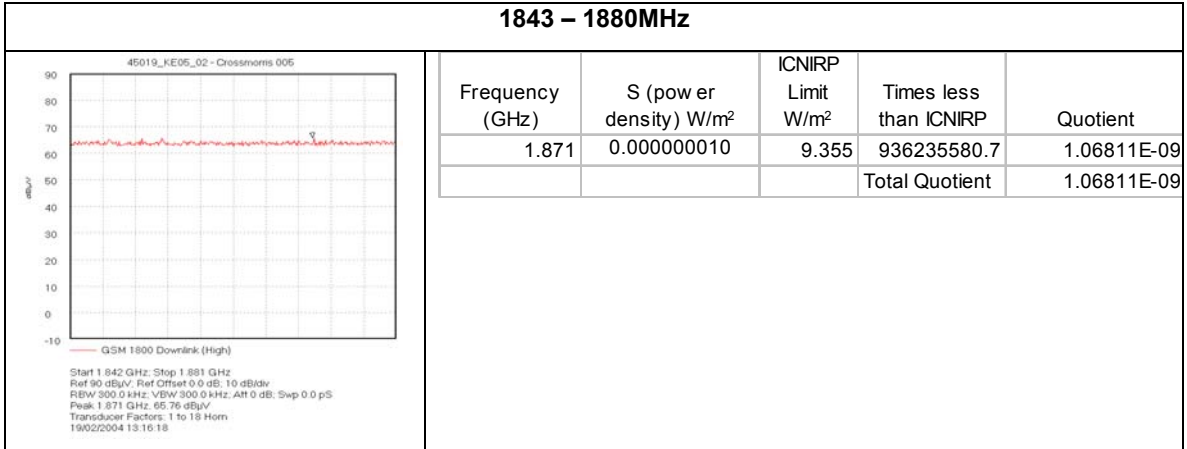 1843 – 1880MHz
45019_KE05_02 - Crossmorris 005
90
80
70
60
50
40
30
20
10
0
-10
dBµV
GSM 1800 Downlink (High)
Start 1.842 GHz; Stop 1.881 GHz
Ref 90 dBµV; Ref Offset 0.0 dB; 10 dB/div
RBW 300.0 kHz; VBW 300.0 kHz; Att 0 dB; Swp 0.0 pS
Peak 1.871 GHz, 65.76 dBµV
Transducer Factors: 1 to 18 Horn
19/02/2004 13:16:18
Frequency (GHz) S (pow er density) W/m² ICNIRP Limit W/m² Times less than ICNIRP Quotient
1.871 0.000000010 9.355 936235580.7 1.06811E-09
Total Quotient 1.06811E-09